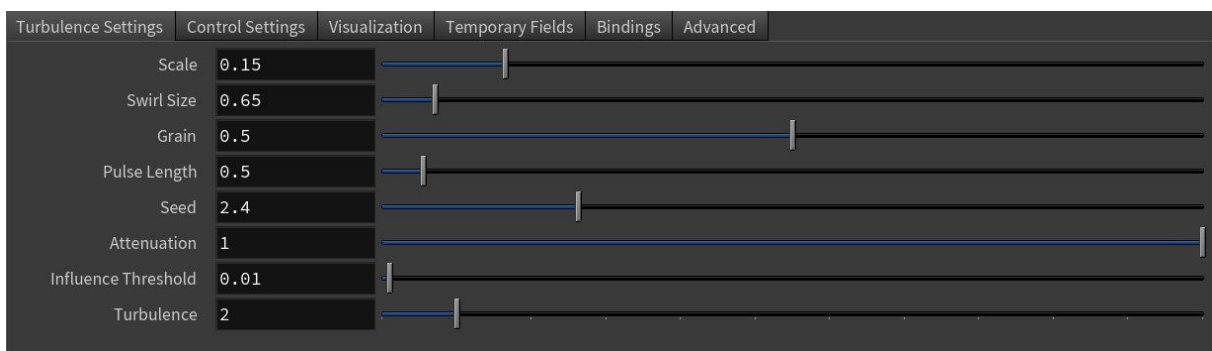 Turbulence Settings Control Settings Visualization Temporary Fields Bindings Advanced
Scale 0.15
Swirl Size 0.65
Grain 0.5
Pulse Length 0.5
Seed 2.4
Attenuation 1
Influence Threshold 0.01
Turbulence 2